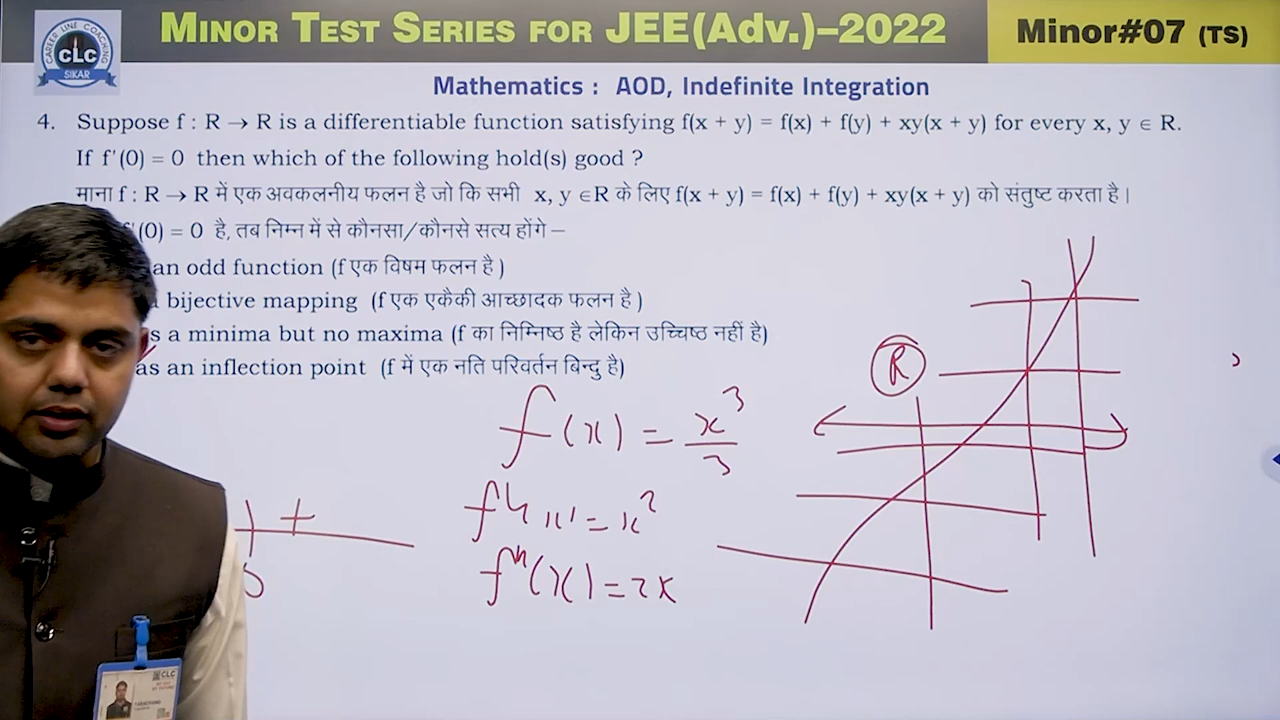 MINOR TEST SERIES FOR JEE(Adv.)–2022
Minor#07 (TS)
CAREER LINE COACHING
CLC
SIKAR
Mathematics : AOD, Indefinite Integration
4. Suppose f : R → R is a differentiable function satisfying f(x + y) = f(x) + f(y) + xy(x + y) for every x, y ∈ R.
If f'(0) = 0 then which of the following hold(s) good ?
माना f : R → R में एक अवकलनीय फलन है जो कि सभी x, y ∈R के लिए f(x + y) = f(x) + f(y) + xy(x + y) को संतुष्ट करता है।
'(0) = 0 है, तब निम्न में से कौनसा/कौनसे सत्य होंगे –
an odd function (f एक विषम फलन है )
bijective mapping (f एक एकैकी आच्छादक फलन है )
s a minima but no maxima (f का निम्निष्ठ है लेकिन उच्चिष्ठ नहीं है)
as an inflection point (f में एक नति परिवर्तन बिन्दु है)
R
f(x) = x³/3
f'(x) = x²
f''(x) = 2x
+
0
CLC